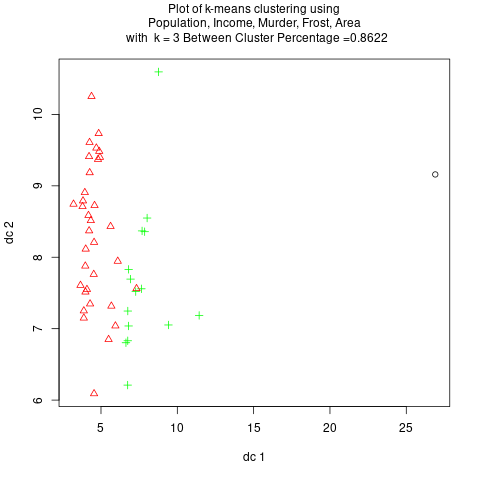 Plot of k-means clustering using
Population, Income, Murder, Frost, Area
with k = 3 Between Cluster Percentage =0.8622
10
9
8
7
6
dc 2
5
10
15
20
25
dc 1